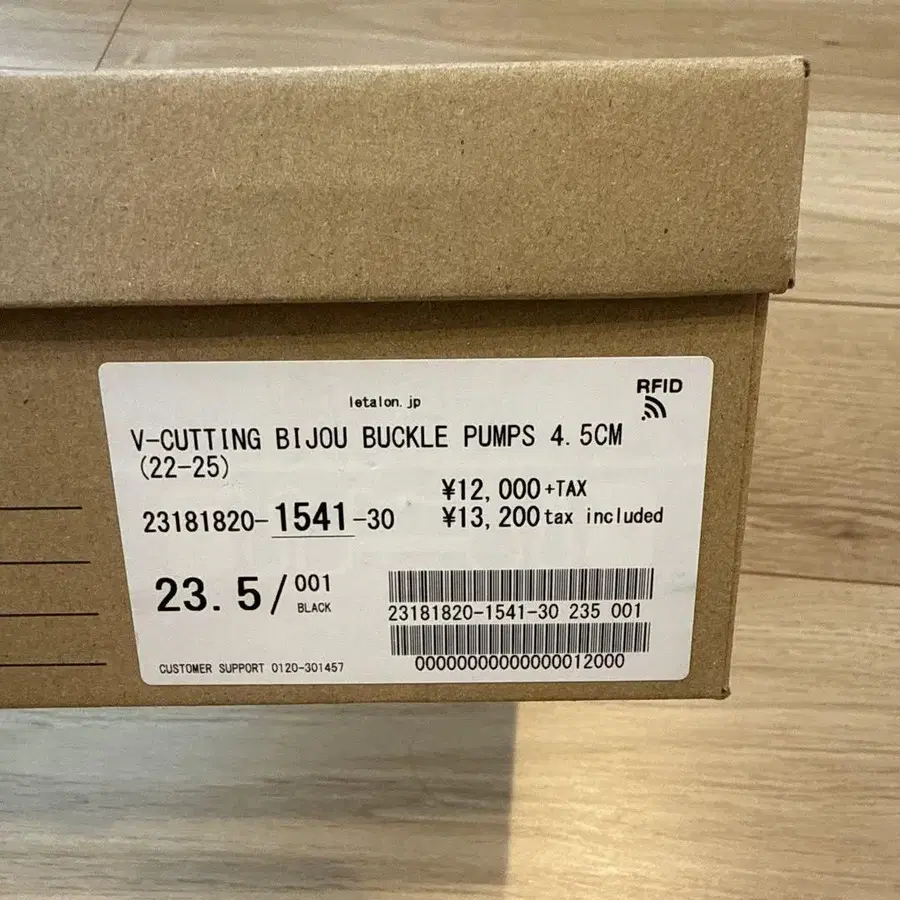 RFID
letalon.jp
V-CUTTING BIJOU BUCKLE PUMPS 4.5CM
(22-25)
¥12,000+TAX
23181820-1541-30 ¥13,200 tax included
23.5/001
BLACK
23181820-1541-30 235 001
CUSTOMER SUPPORT 0120-301457
00000000000000012000